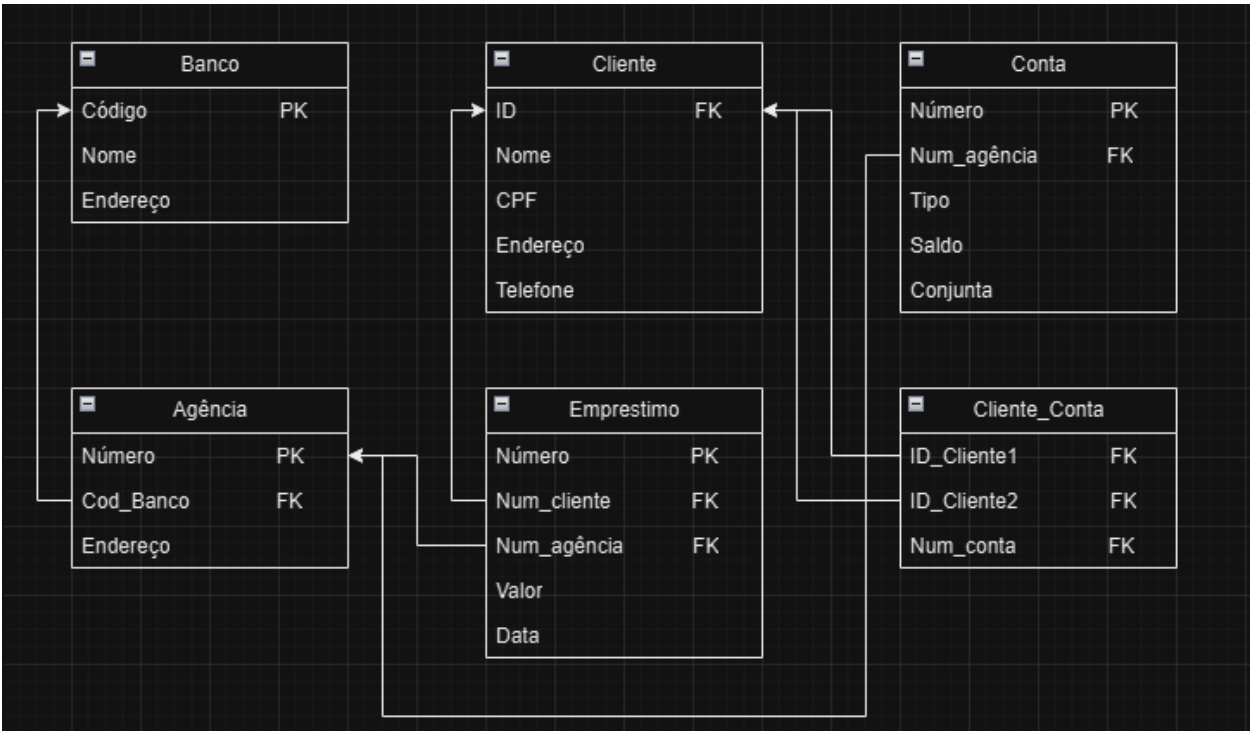 Banco
Código PK
Nome
Endereço
Cliente
ID FK
Nome
CPF
Endereço
Telefone
Conta
Número PK
Num_agência FK
Tipo
Saldo
Conjunta
Agência
Número PK
Cod_Banco FK
Endereço
Emprestimo
Número PK
Num_cliente FK
Num_agência FK
Valor
Data
Cliente_Conta
ID_Cliente1 FK
ID_Cliente2 FK
Num_conta FK